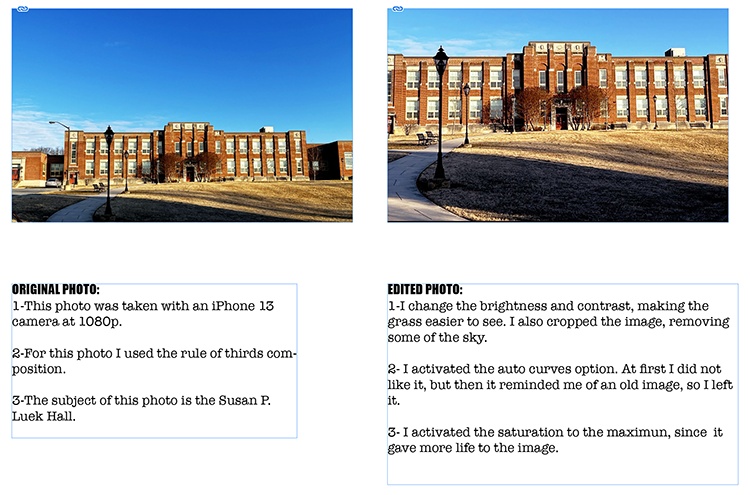 ORIGINAL PHOTO:
1-This photo was taken with an iPhone 13
camera at 1080p.
2-For this photo I used the rule of thirds com-
position.
3-The subject of this photo is the Susan P.
Luek Hall.
EDITED PHOTO:
1-I change the brightness and contrast, making the
grass easier to see. I also cropped the image, removing
some of the sky.
2- I activated the auto curves option. At first I did not
like it, but then it reminded me of an old image, so I left
it.
3- I activated the saturation to the maximun, since  it
gave more life to the image.